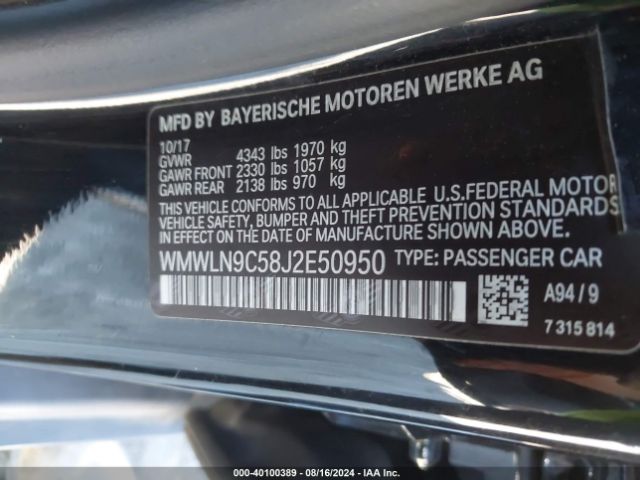 MFD BY BAYERISCHE MOTOREN WERKE AG
10/17
GVWR 4343 lbs 1970 kg
GAWR FRONT 2330 lbs 1057 kg
GAWR REAR 2138 lbs 970 kg
THIS VEHICLE CONFORMS TO ALL APPLICABLE U.S.FEDERAL MOTOR
VEHICLE SAFETY, BUMPER AND THEFT PREVENTION STANDARDS
IN EFFECT ON THE DATE OF MANUFACTURE SHOWN ABOVE.
WMWLN9C58J2E50950 TYPE: PASSENGER CAR
A94/9
7 315 814
000-40100389 - 08/16/2024 - IAA Inc.